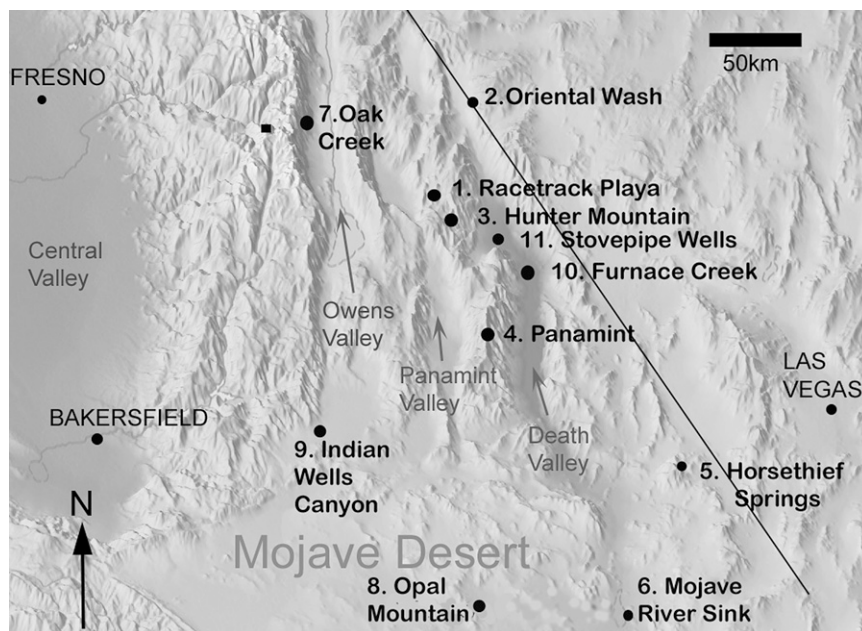 50km
FRESNO
2.Oriental Wash
7.Oak
Creek
1. Racetrack Playa
3. Hunter Mountain
11. Stovepipe Wells
Central
Valley
10. Furnace Creek
Owens
Valley
4. Panamint
LAS
VEGAS
Panamint
Valley
BAKERSFIELD
Death
Valley
9. Indian
Wells
Canyon
5. Horsethief
Springs
N
Mojave Desert
8. Opal
Mountain
6. Mojave
River Sink